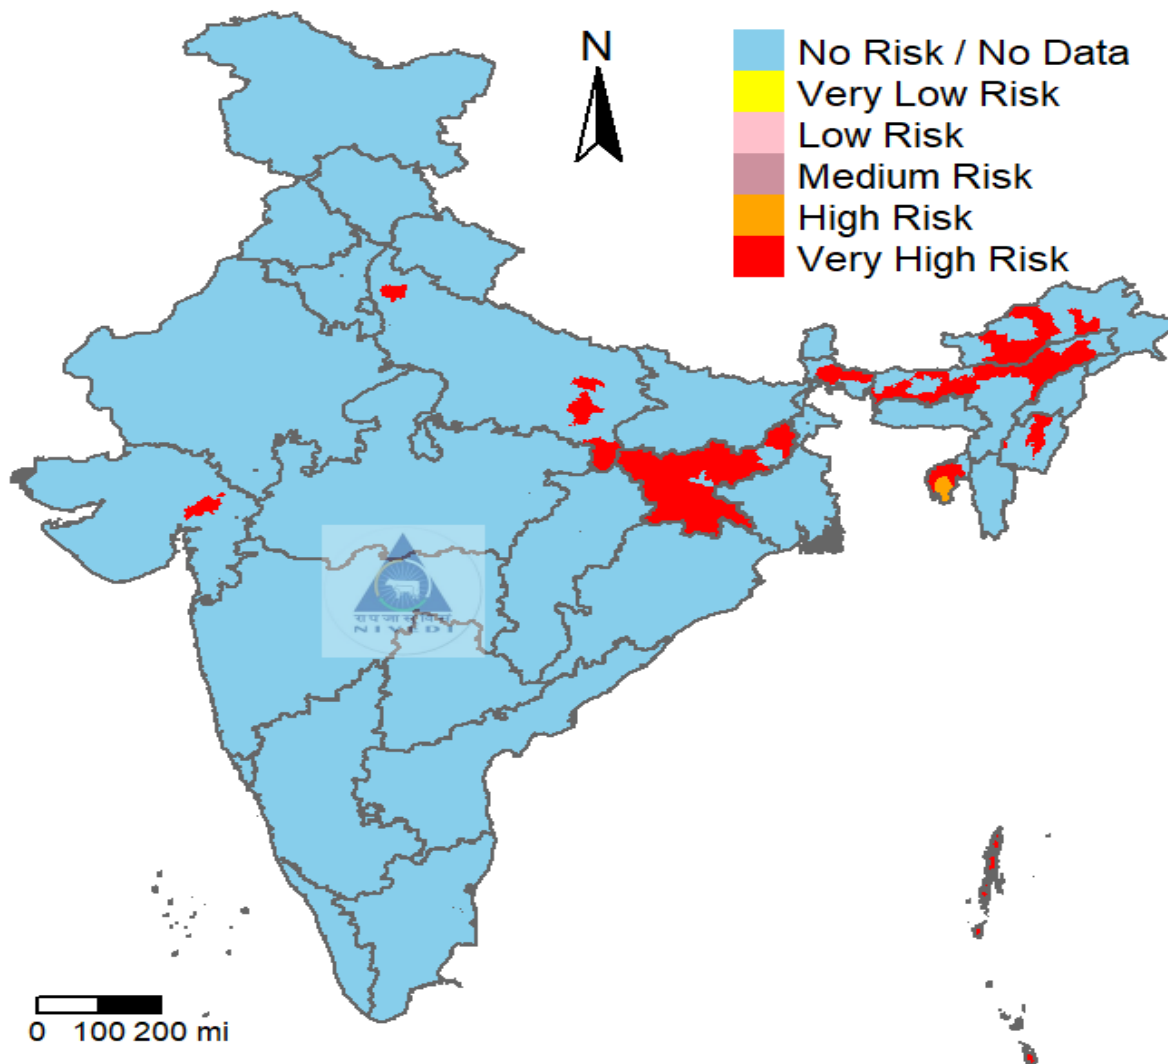 N
No Risk / No Data
Very Low Risk
Low Risk
Medium Risk
High Risk
Very High Risk
NIVEDI
0 100 200 mi